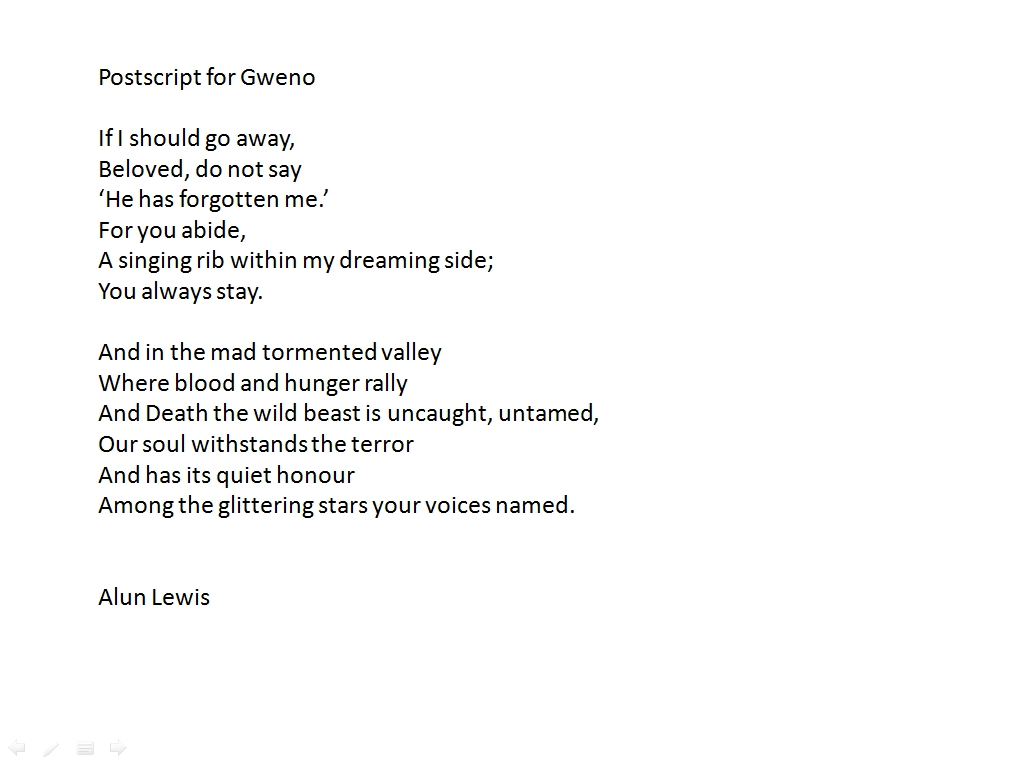 Postscript for Gweno
If I should go away,
Beloved, do not say
‘He has forgotten me.’
For you abide,
A singing rib within my dreaming side;
You always stay.
And in the mad tormented valley
Where blood and hunger rally
And Death the wild beast is uncaught, untamed,
Our soul withstands the terror
And has its quiet honour
Among the glittering stars your voices named.
Alun Lewis